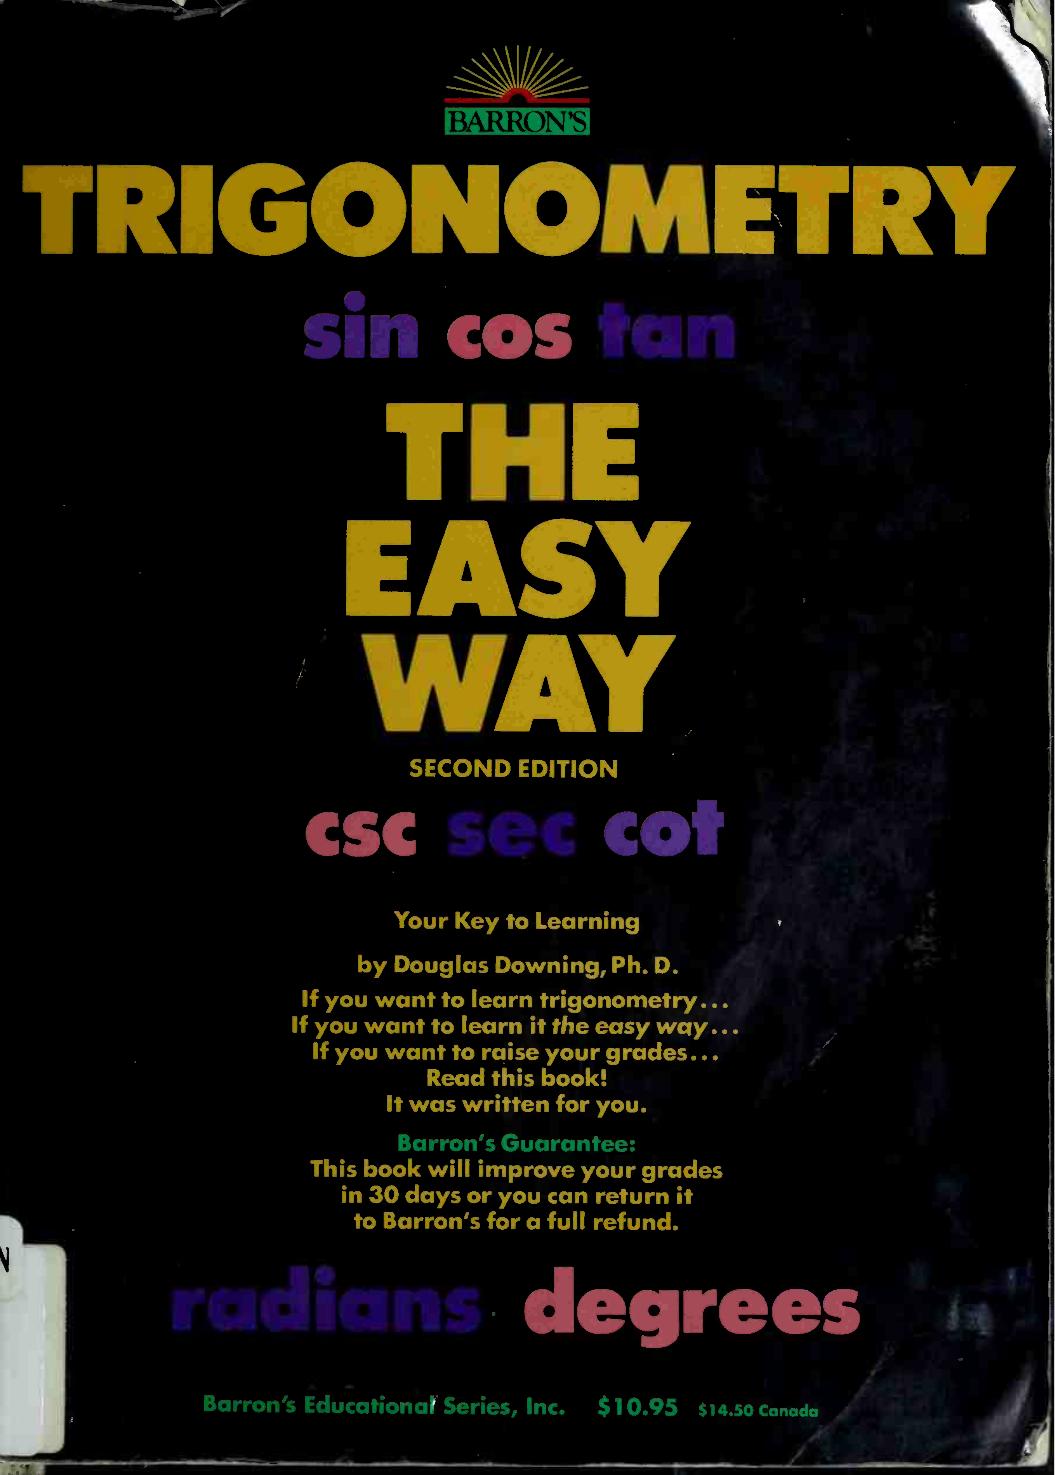 BARRON'S
TRIGONOMETRY
sin cos tan
THE
EASY
WAY
SECOND EDITION
csc sec cot
Your Key to Learning
by Douglas Downing, Ph. D.
If you want to learn trigonometry...
If you want to learn it the easy way...
If you want to raise your grades...
Read this book!
It was written for you.
Barron's Guarantee:
This book will improve your grades
in 30 days or you can return it
to Barron's for a full refund.
N
radians degrees
Barron's Educational Series, Inc. $10.95 $14.50 Canada